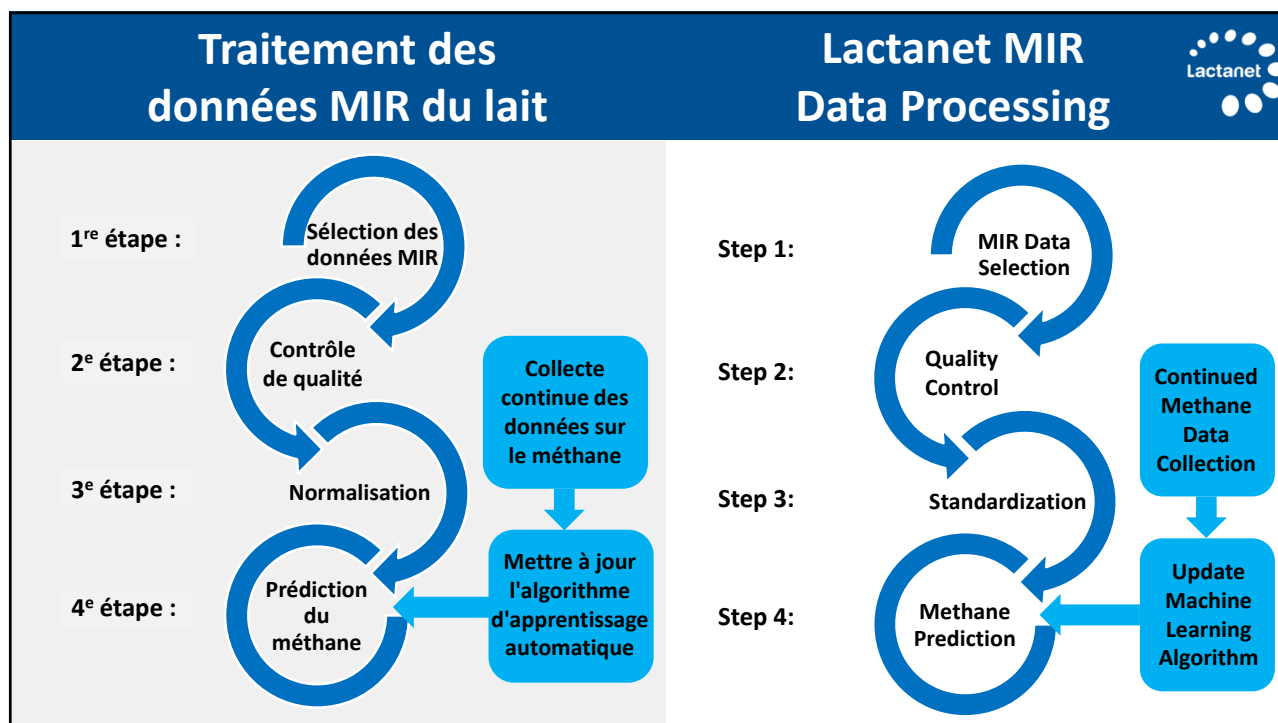 Traitement des
données MIR du lait
1re étape :
Sélection des
données MIR
2e étape :
Contrôle
de qualité
Collecte
continue des
données sur
le méthane
3e étape :
Normalisation
4e étape :
Prédiction
du
méthane
Mettre à jour
l'algorithme
d'apprentissage
automatique
Lactanet MIR
Data Processing
Lactanet
Step 1:
MIR Data
Selection
Step 2:
Quality
Control
Continued
Methane
Data
Collection
Step 3:
Standardization
Step 4:
Methane
Prediction
Update
Machine
Learning
Algorithm